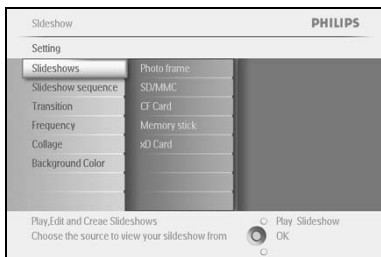 Slideshow PHILIPS
Setting
Slideshows Photo frame
Slideshow sequence SD/MMC
Transition CF Card
Frequency Memory stick
Collage xD Card
Background Color
Play,Edit and Creae Slideshows Play Slideshow
Choose the source to view your sildeshow from OK